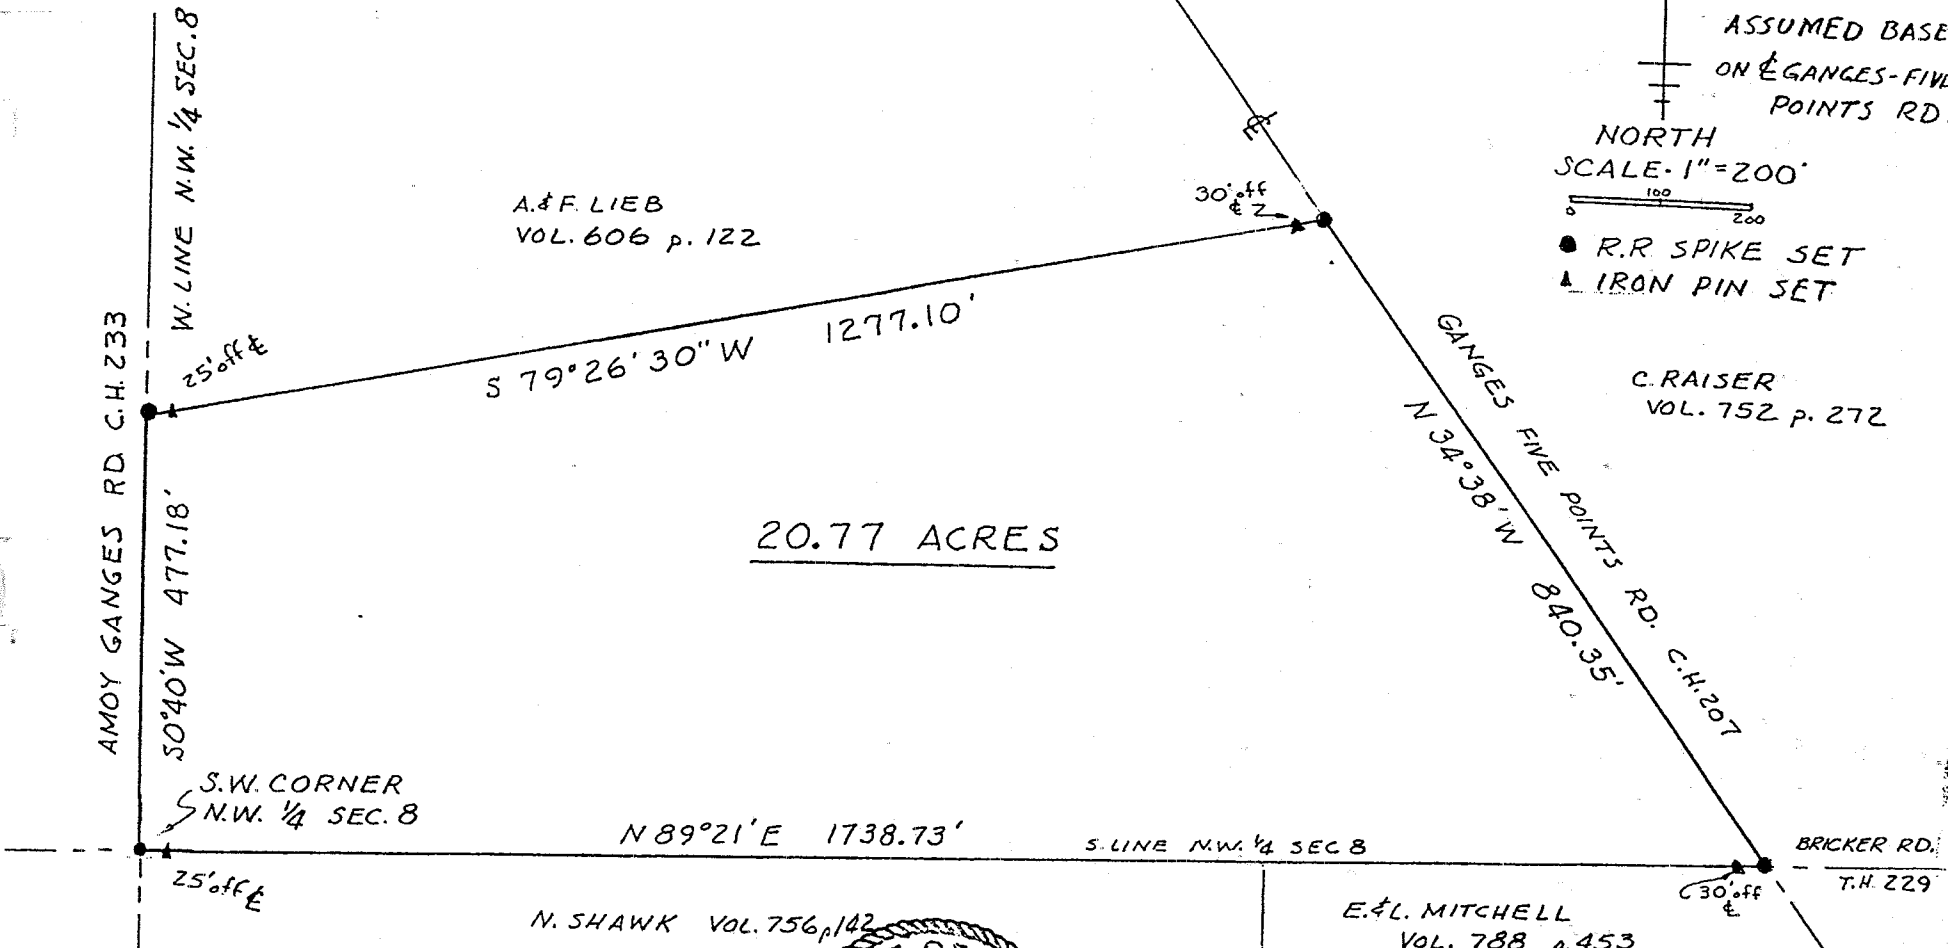 W. LINE N.W. ¼ SEC. 8
ASSUMED BASE
ON ℄ GANGES-FIVE
POINTS RD.
NORTH
SCALE · 1" = 200'
100
0
200
● R.R. SPIKE SET
▲ IRON PIN SET
℄
A. & F. LIEB
VOL. 606 p. 122
30' off
℄
25' off ℄
S 79° 26' 30" W 1277.10'
C. RAISER
VOL. 752 p. 272
GANGES FIVE POINTS RD. C.H. 207
N 34° 38' W 840.35'
AMOY GANGES RD. C.H. 233
S 0° 40' W 477.18'
20.77 ACRES
S.W. CORNER
N.W. ¼ SEC. 8
N 89° 21' E 1738.73'
S. LINE N.W. ¼ SEC 8
BRICKER RD.
T.H. 229
25' off ℄
30' off
℄
N. SHAWK VOL. 756 p. 142
E. & L. MITCHELL
VOL. 788 p. 453